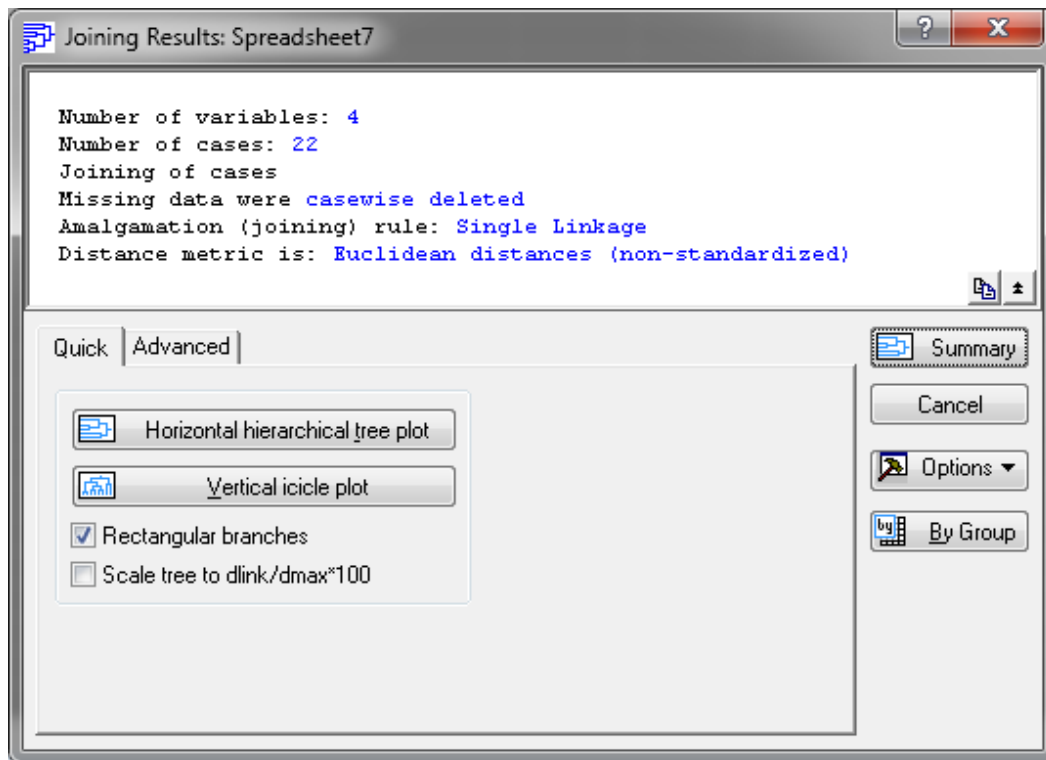 Joining Results: Spreadsheet7
?
Number of variables: 4
Number of cases: 22
Joining of cases
Missing data were casewise deleted
Amalgamation (joining) rule: Single Linkage
Distance metric is: Euclidean distances (non-standardized)
Quick
Advanced
Summary
Cancel
Horizontal hierarchical tree plot
Options
Vertical icicle plot
by
By Group
Rectangular branches
Scale tree to dlink/dmax*100